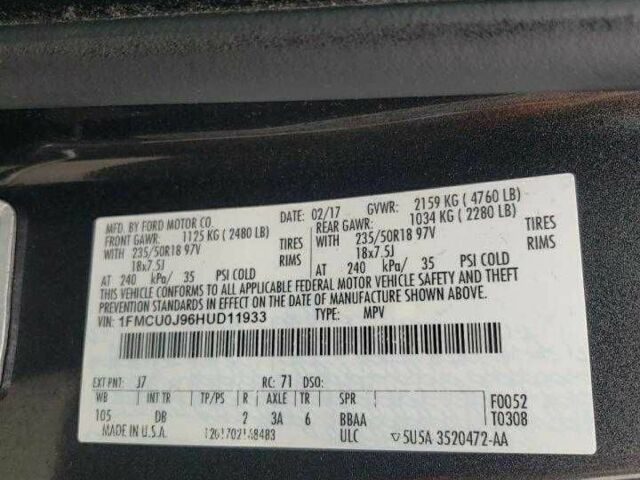 MFD. BY FORD MOTOR CO.
DATE: 02/17 GVWR: 2159 KG ( 4760 LB)
FRONT GAWR: 1125 KG ( 2480 LB) REAR GAWR: 1034 KG ( 2280 LB)
WITH 235/50R18 97V TIRES WITH 235/50R18 97V TIRES
18x7.5J RIMS 18x7.5J RIMS
AT 240 kPa/ 35 PSI COLD AT 240 kPa/ 35 PSI COLD
THIS VEHICLE CONFORMS TO ALL APPLICABLE FEDERAL MOTOR VEHICLE SAFETY AND THEFT
PREVENTION STANDARDS IN EFFECT ON THE DATE OF MANUFACTURE SHOWN ABOVE.
VIN: 1FMCU0J96HUD11933 TYPE: MPV
EXT PNT: J7 RC: 71 DSO:
WB INT TR TP/PS R AXLE TR SPR F0052
105 DB 2 3A 6 BBAA T0308
MADE IN U.S.A. ULC 5U5A 3520472-AA